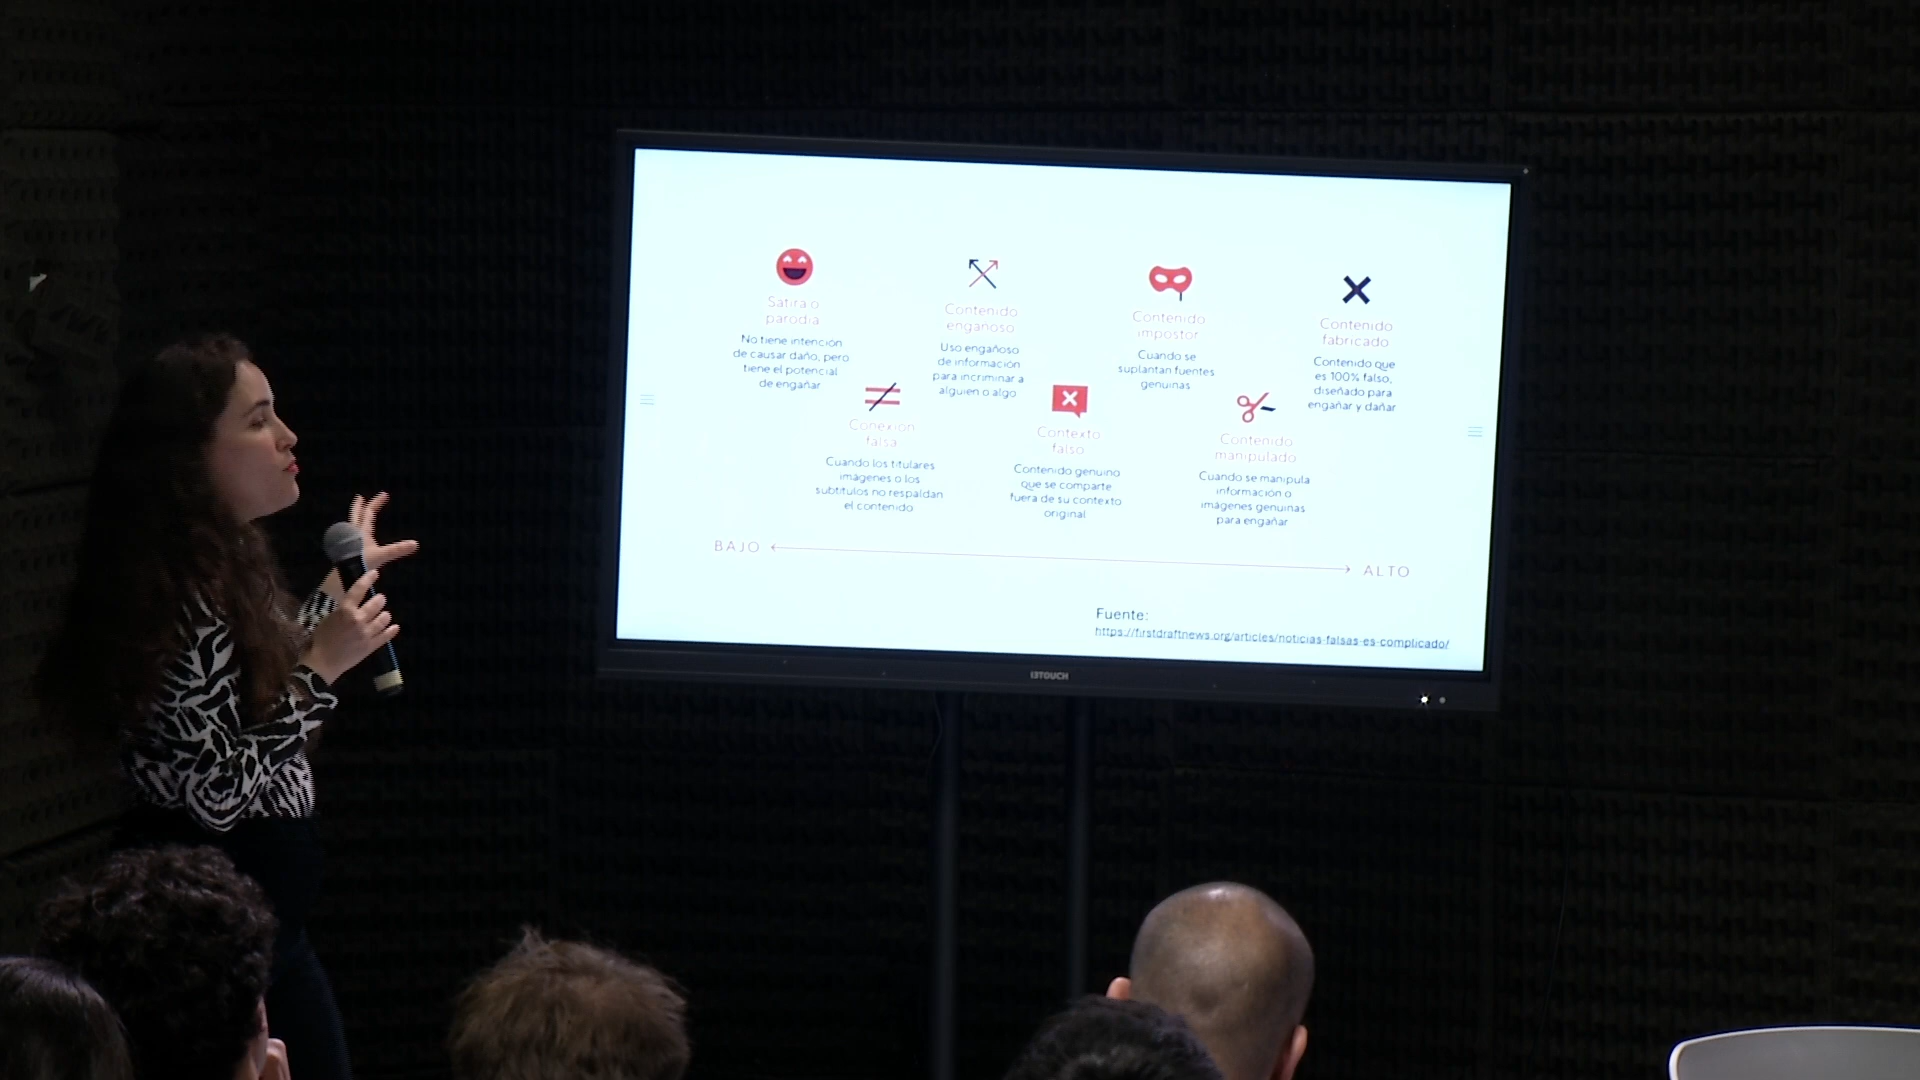 Satira o
parodia
No tiene intención
de causar daño, pero
tiene el potencial
de engañar
Conexión
falsa
Cuando los titulares
imágenes o los
subtítulos no respaldan
el contenido
Contenido
engañoso
Uso engañoso
de información
para incriminar a
alguien o algo
Contexto
falso
Contenido genuino
que se comparte
fuera de su contexto
original
Contenido
impostor
Cuando se
suplantan fuentes
genuinas
Contenido
manipulado
Cuando se manipula
información o
imágenes genuinas
para engañar
Contenido
fabricado
Contenido que
es 100% falso,
diseñado para
engañar y dañar
BAJO
ALTO
Fuente:
https://firstdraftnews.org/articles/noticias-falsas-es-complicado/
i3TOUCH